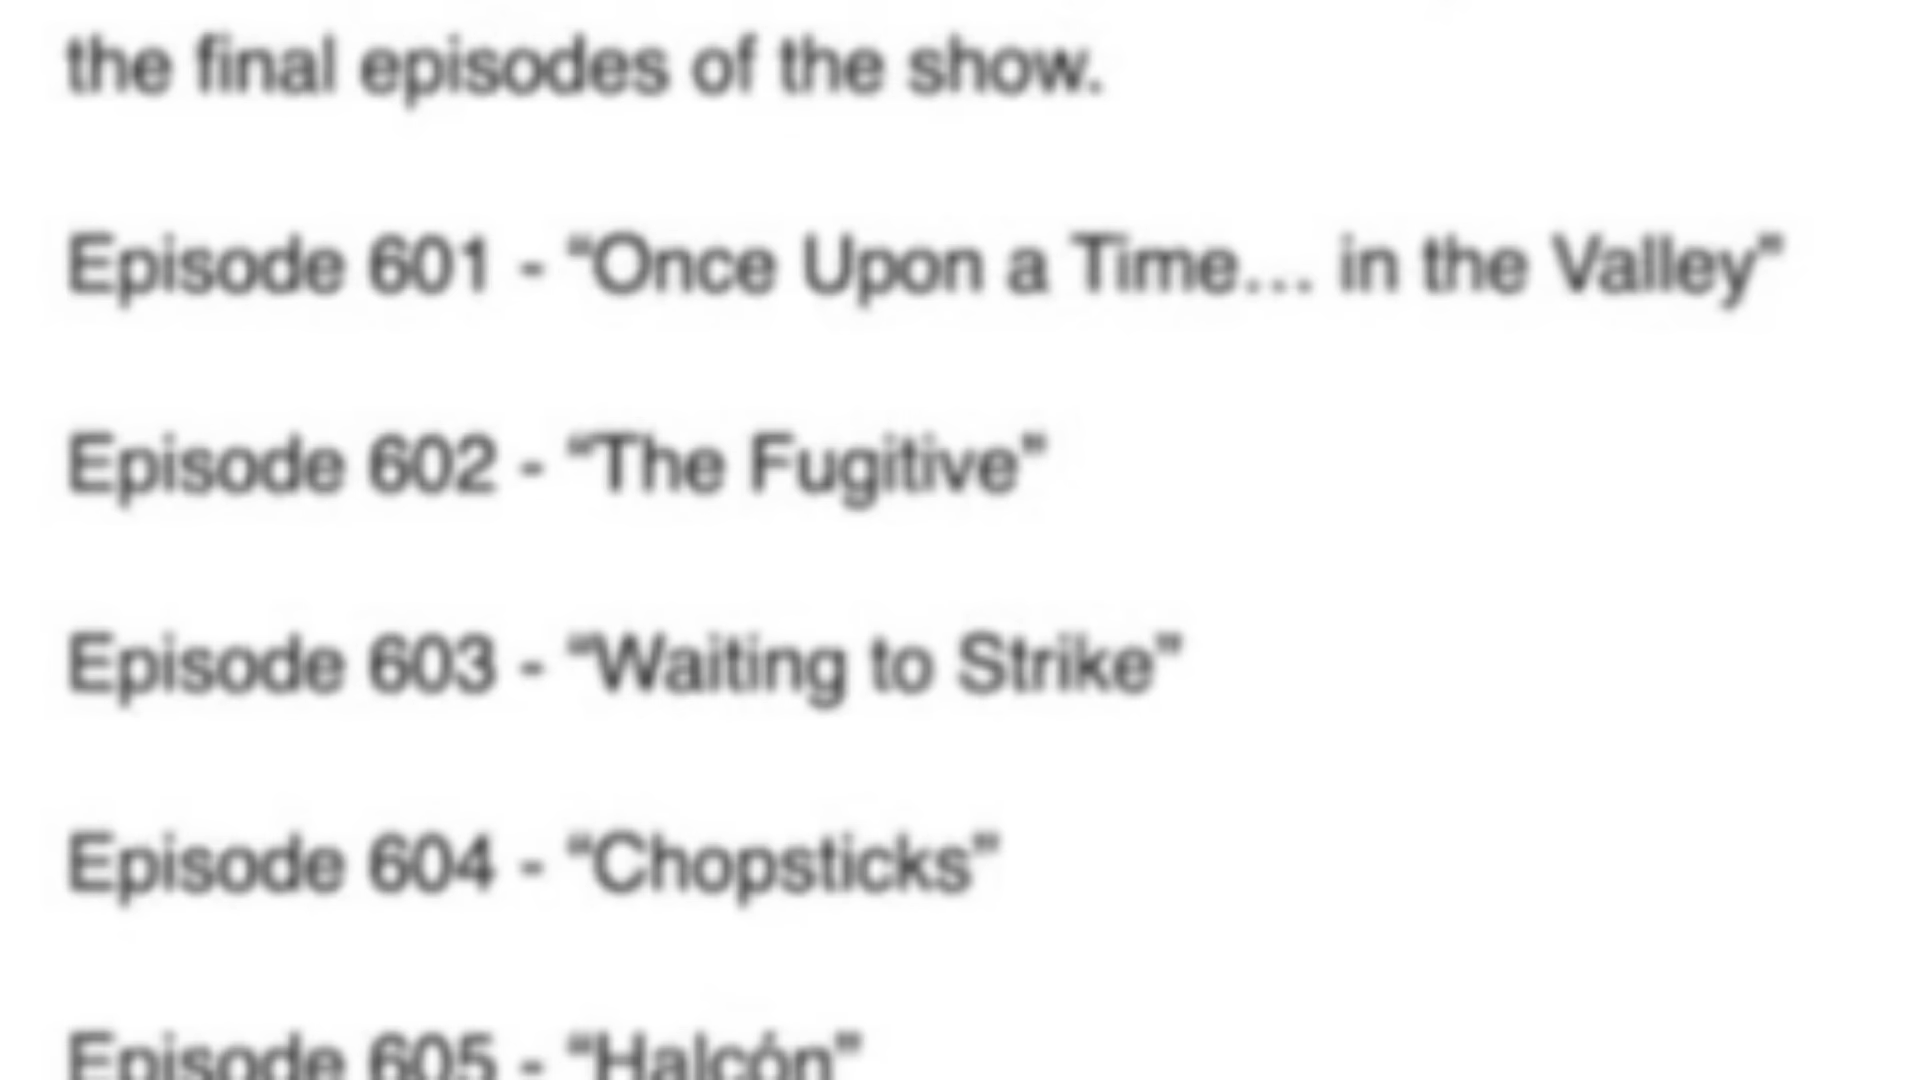 the final episodes of the show.
Episode 601 - “Once Upon a Time… in the Valley”
Episode 602 - “The Fugitive”
Episode 603 - “Waiting to Strike”
Episode 604 - “Chopsticks”
Episode 605 - “Halcón”